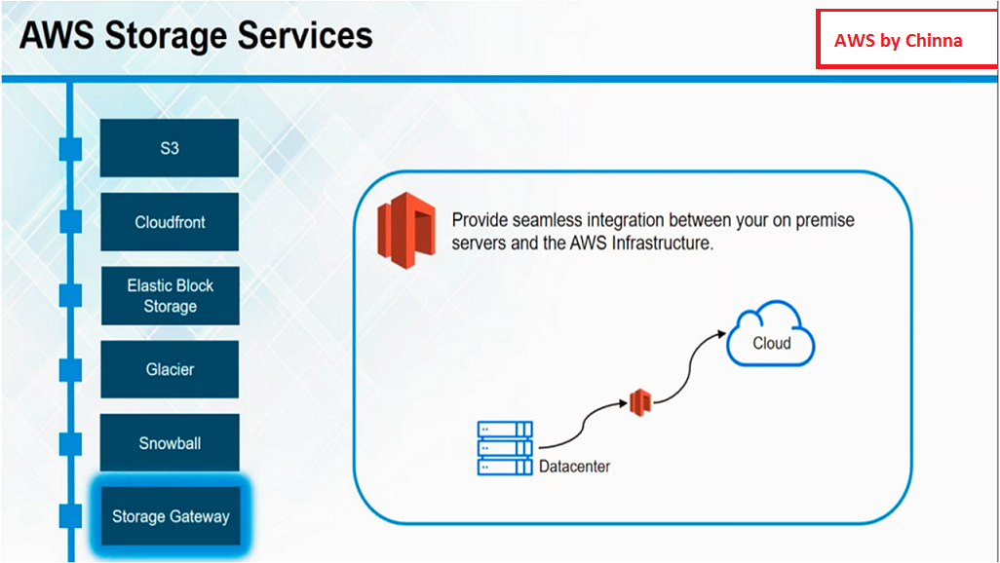 AWS Storage Services
AWS by Chinna
S3
Cloudfront
Elastic Block
Storage
Glacier
Snowball
Storage Gateway
Provide seamless integration between your on premise
servers and the AWS Infrastructure.
Cloud
Datacenter